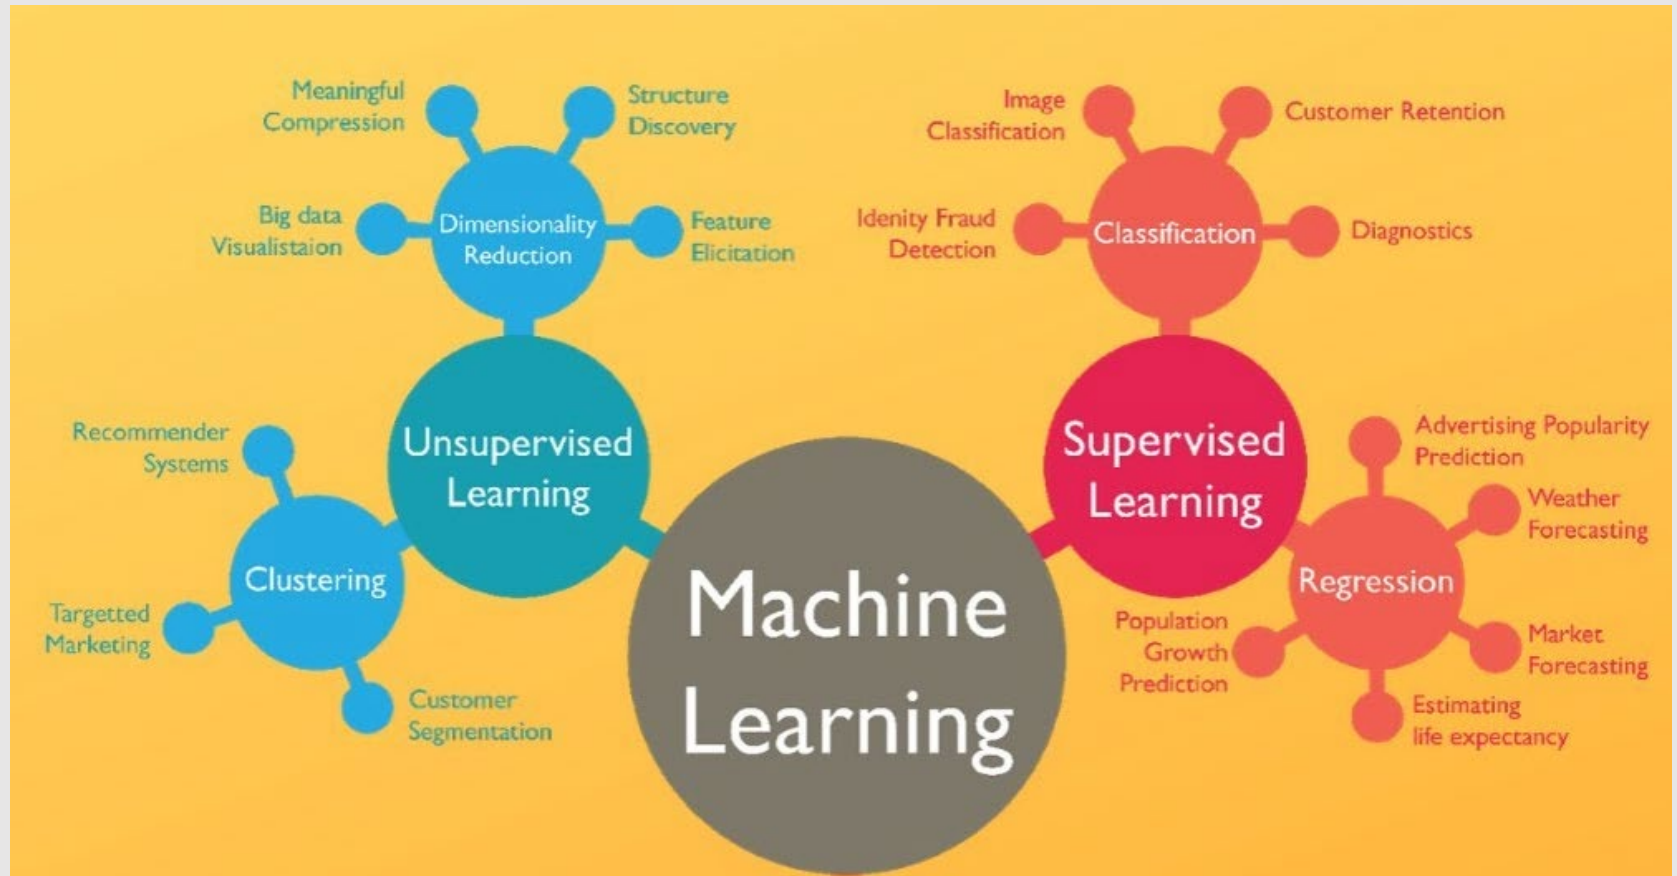 Meaningful
Compression
Structure
Discovery
Big data
Visualistaion
Dimensionality
Reduction
Feature
Elicitation
Image
Classification
Customer Retention
Idenity Fraud
Detection
Classification
Diagnostics
Recommender
Systems
Unsupervised
Learning
Clustering
Targetted
Marketing
Customer
Segmentation
Machine
Learning
Supervised
Learning
Advertising Popularity
Prediction
Weather
Forecasting
Regression
Population
Growth
Prediction
Market
Forecasting
Estimating
life expectancy